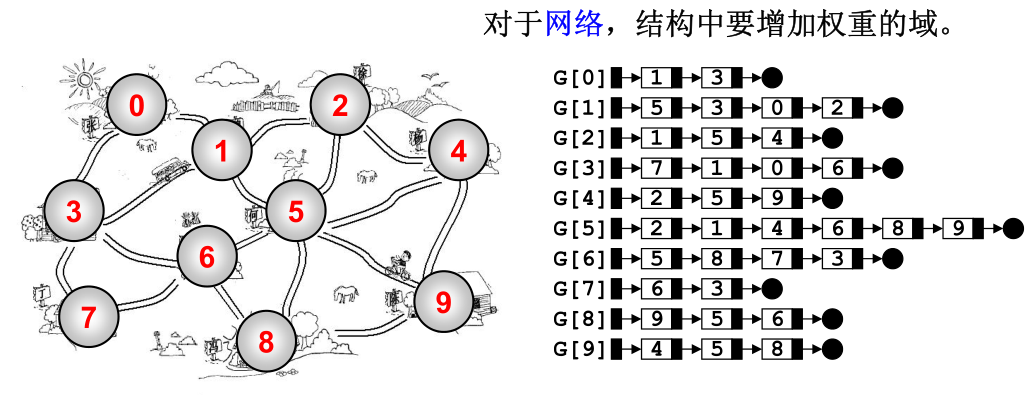 对于网络，结构中要增加权重的域。
0
2
1
4
3
5
6
7
9
8
G[0] 1 3
G[1] 5 3 0 2
G[2] 1 5 4
G[3] 7 1 0 6
G[4] 2 5 9
G[5] 2 1 4 6 8 9
G[6] 5 8 7 3
G[7] 6 3
G[8] 9 5 6
G[9] 4 5 8